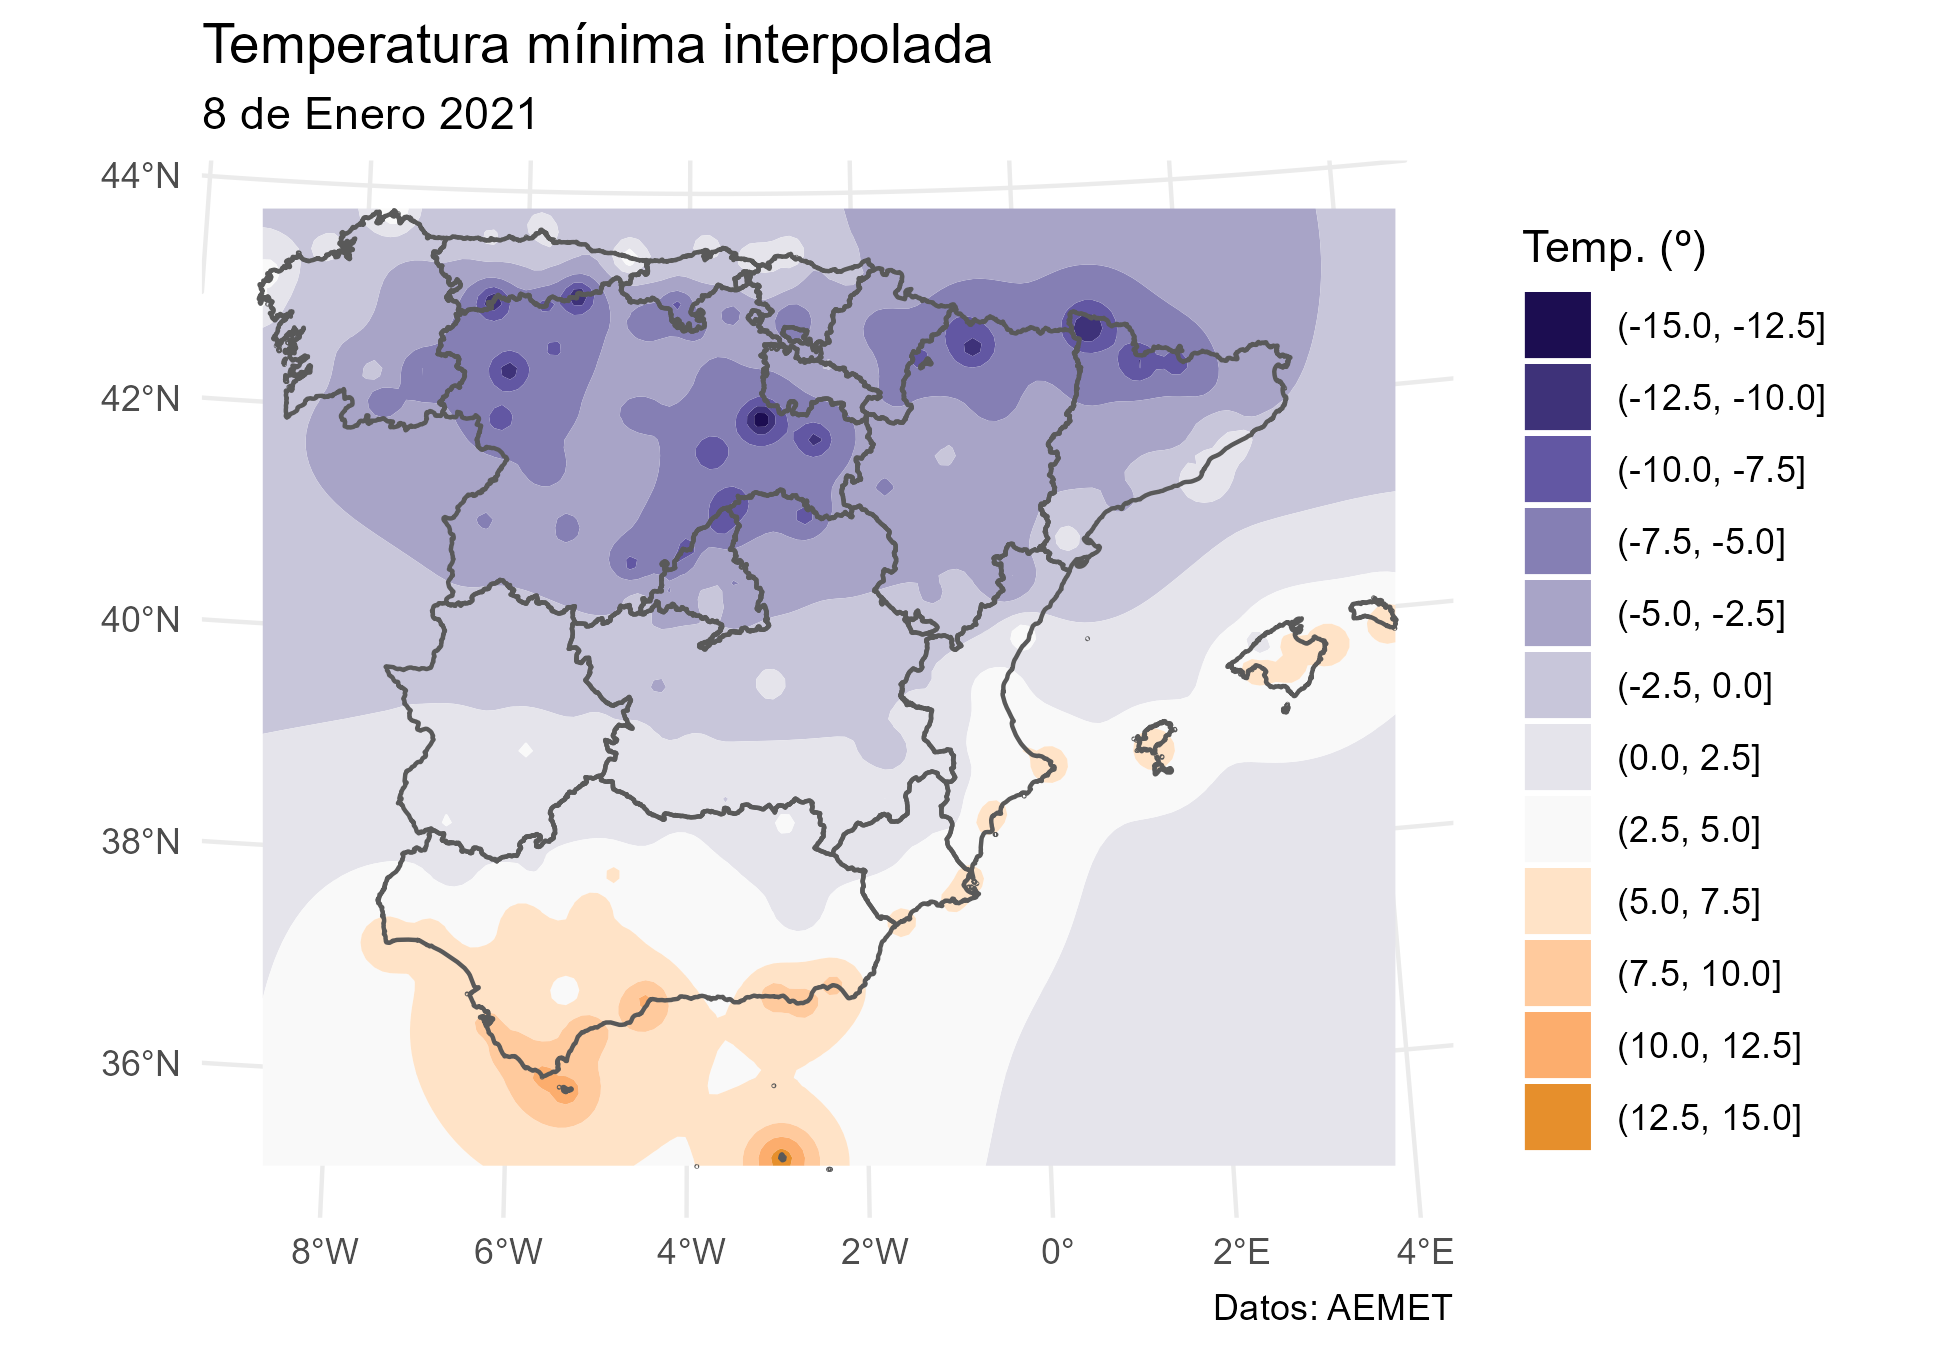 Temperatura mínima interpolada
8 de Enero 2021
44°N
42°N
40°N
38°N
36°N
8°W
6°W
4°W
2°W
0°
2°E
4°E
Temp. (º)
(-15.0, -12.5]
(-12.5, -10.0]
(-10.0, -7.5]
(-7.5, -5.0]
(-5.0, -2.5]
(-2.5, 0.0]
(0.0, 2.5]
(2.5, 5.0]
(5.0, 7.5]
(7.5, 10.0]
(10.0, 12.5]
(12.5, 15.0]
Datos: AEMET